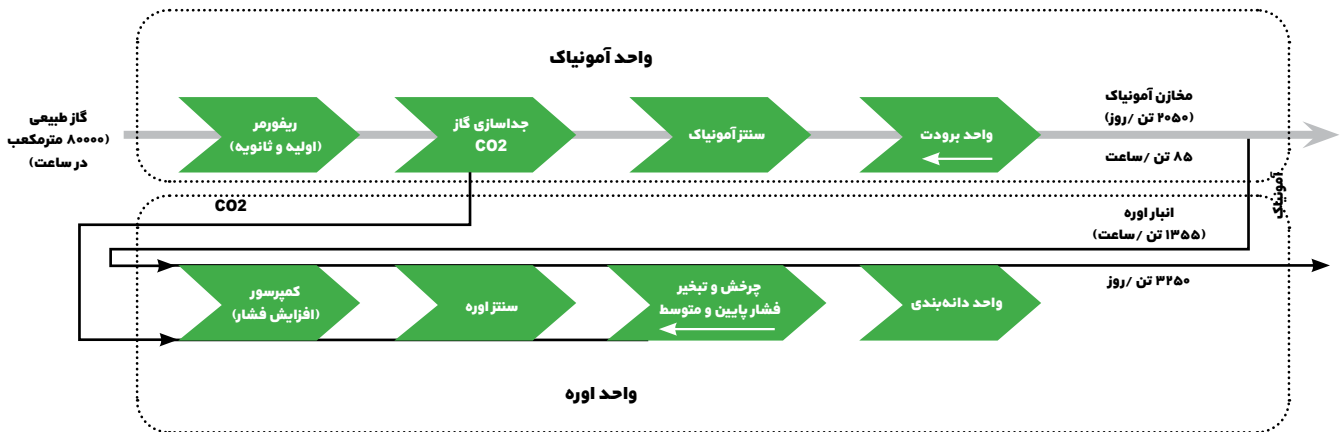 واحد آمونیاک
گاز طبیعی
(۸۰۰۰۰ مترمکعب
در ساعت)
ریفورمر
(اولیه و ثانویه)
جداسازی گاز
CO2
سنتز آمونیاک
واحد برودت
مخازن آمونیاک
(۲۰۵۰ تن /روز)
۸۵ تن /ساعت
آمونیاک
CO2
انبار اوره
(۱۳۵۵ تن /ساعت)
۳۲۵۰ تن /روز
کمپرسور
(افزایش فشار)
سنتز اوره
چرخش و تبخیر
فشار پایین و متوسط
واحد دانه‌بندی
واحد اوره